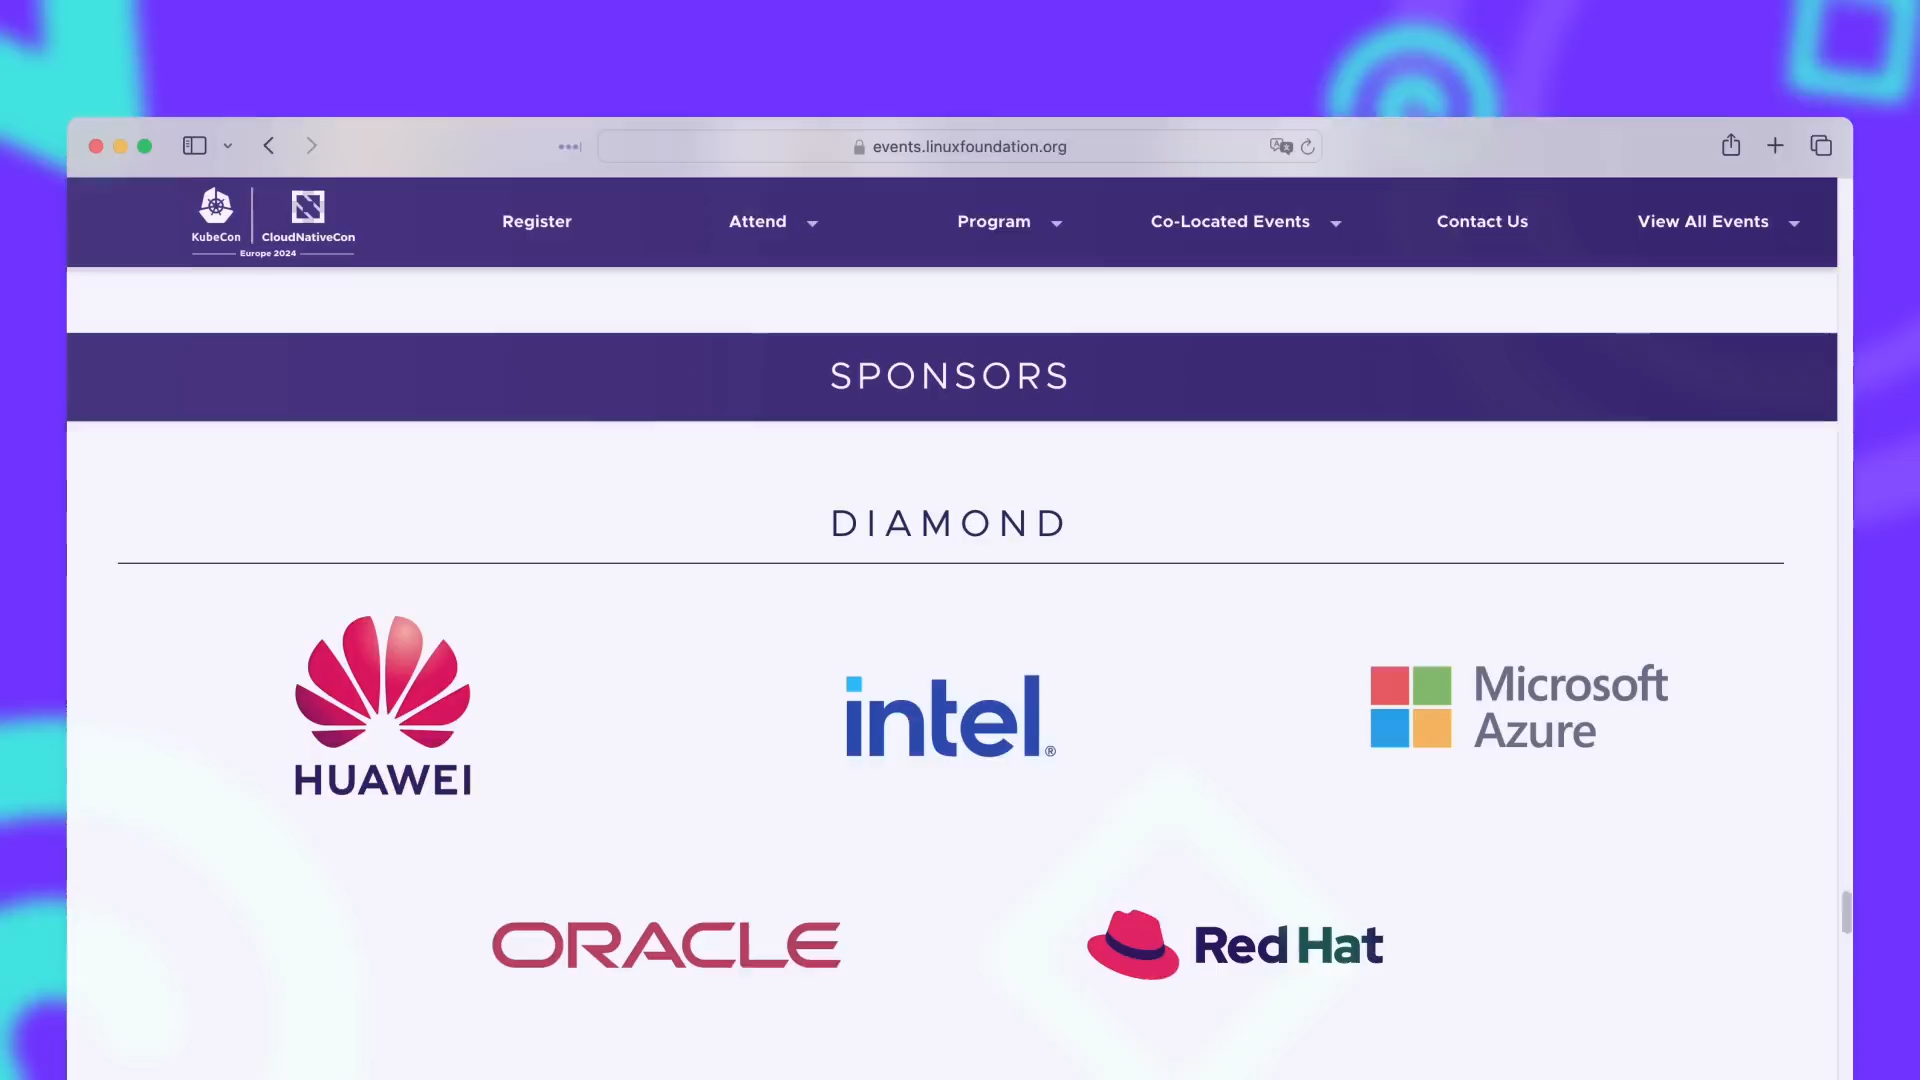 events.linuxfoundation.org
KubeCon
CloudNativeCon
Europe 2024
Register
Attend
Program
Co-Located Events
Contact Us
View All Events
SPONSORS
DIAMOND
HUAWEI
intel®
Microsoft
Azure
ORACLE
Red Hat